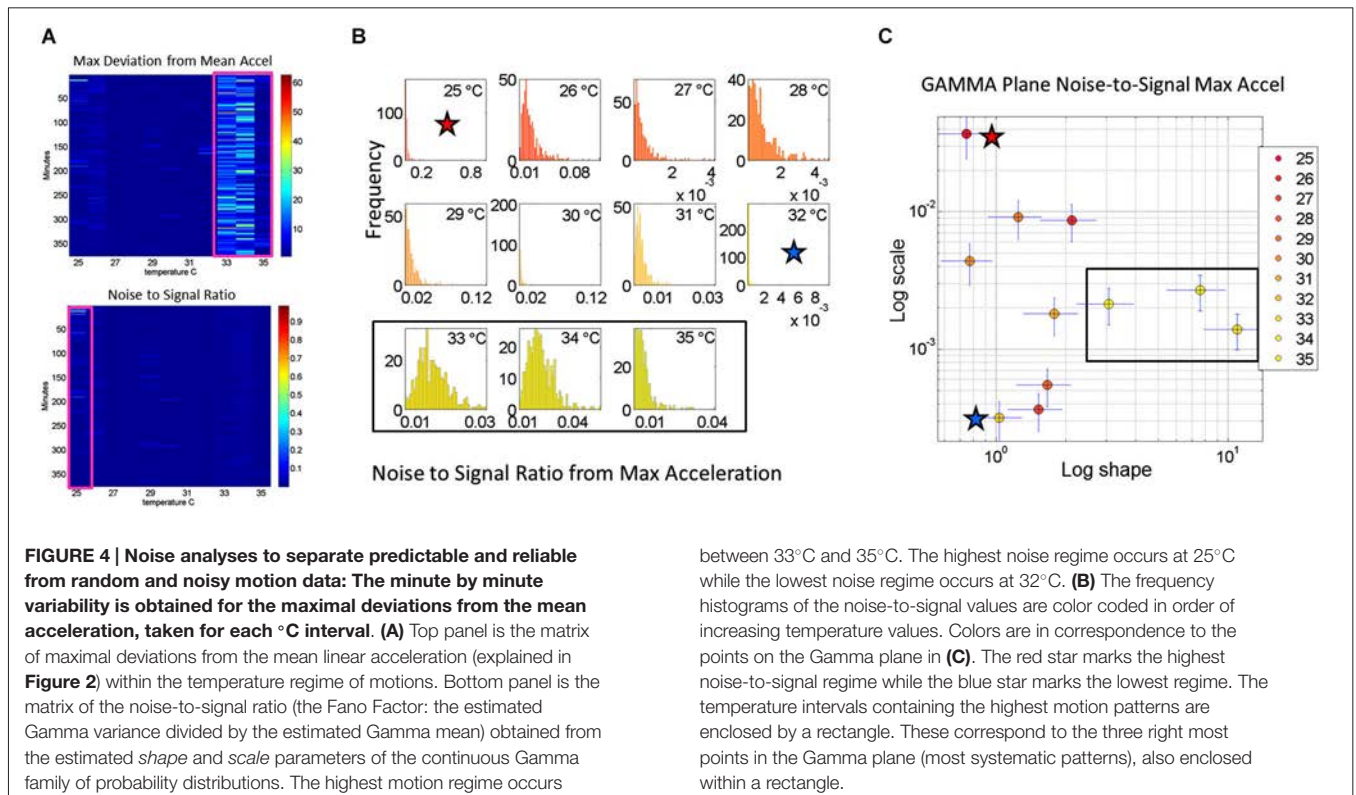 A
Max Deviation from Mean Accel
60
50
40
30
20
10
50
100
150
200
250
300
350
Minutes
25 27 29 31 33 35
temperature C
Noise to Signal Ratio
0.9
0.8
0.7
0.6
0.5
0.4
0.3
0.2
0.1
50
100
150
200
250
300
350
Minutes
25 27 29 31 33 35
temperature C
B
Frequency
25 °C
100
0
0.2 0.8
26 °C
50
0
0.01 0.08
27 °C
50
0
2 4
x 10-3
28 °C
40
20
0
2 4
x 10-3
29 °C
50
0
0.02 0.12
30 °C
200
100
0
0.02 0.12
31 °C
50
0
0.01 0.03
32 °C
200
100
0
2 4 6 8
x 10-3
33 °C
20
0
0.01 0.03
34 °C
20
10
0
0.01 0.03
35 °C
20
0
0.01 0.04
Noise to Signal Ratio from Max Acceleration
C
GAMMA Plane Noise-to-Signal Max Accel
Log scale
10-2
10-3
100 101
Log shape
25
26
27
28
29
30
31
32
33
34
35
FIGURE 4 | Noise analyses to separate predictable and reliable
from random and noisy motion data: The minute by minute
variability is obtained for the maximal deviations from the mean
acceleration, taken for each °C interval. (A) Top panel is the matrix
of maximal deviations from the mean linear acceleration (explained in
Figure 2) within the temperature regime of motions. Bottom panel is the
matrix of the noise-to-signal ratio (the Fano Factor: the estimated
Gamma variance divided by the estimated Gamma mean) obtained from
the estimated shape and scale parameters of the continuous Gamma
family of probability distributions. The highest motion regime occurs
between 33°C and 35°C. The highest noise regime occurs at 25°C
while the lowest noise regime occurs at 32°C. (B) The frequency
histograms of the noise-to-signal values are color coded in order of
increasing temperature values. Colors are in correspondence to the
points on the Gamma plane in (C). The red star marks the highest
noise-to-signal regime while the blue star marks the lowest regime. The
temperature intervals containing the highest motion patterns are
enclosed by a rectangle. These correspond to the three right most
points in the Gamma plane (most systematic patterns), also enclosed
within a rectangle.